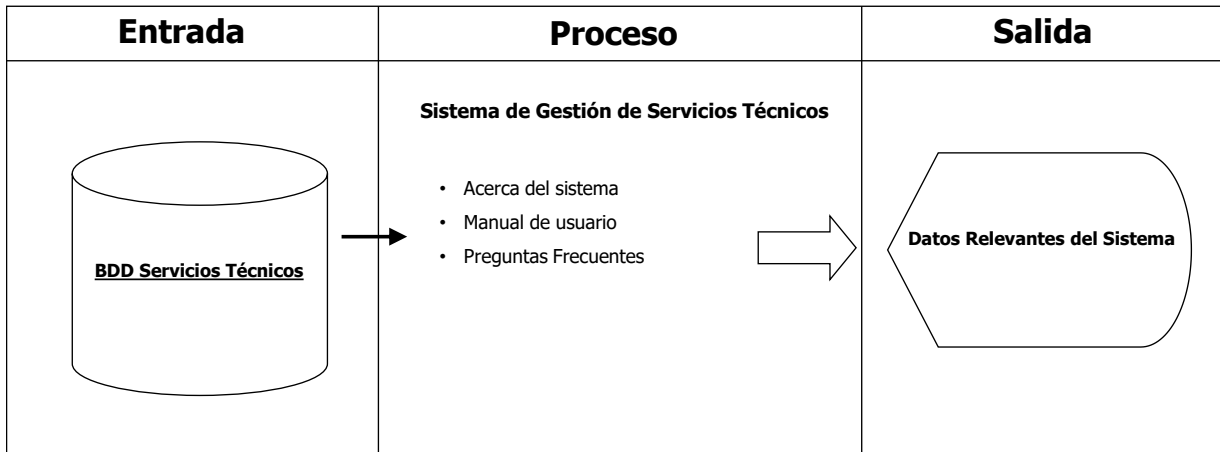 Entrada
Proceso
Salida
Sistema de Gestión de Servicios Técnicos
• Acerca del sistema
• Manual de usuario
• Preguntas Frecuentes
BDD Servicios Técnicos
Datos Relevantes del Sistema